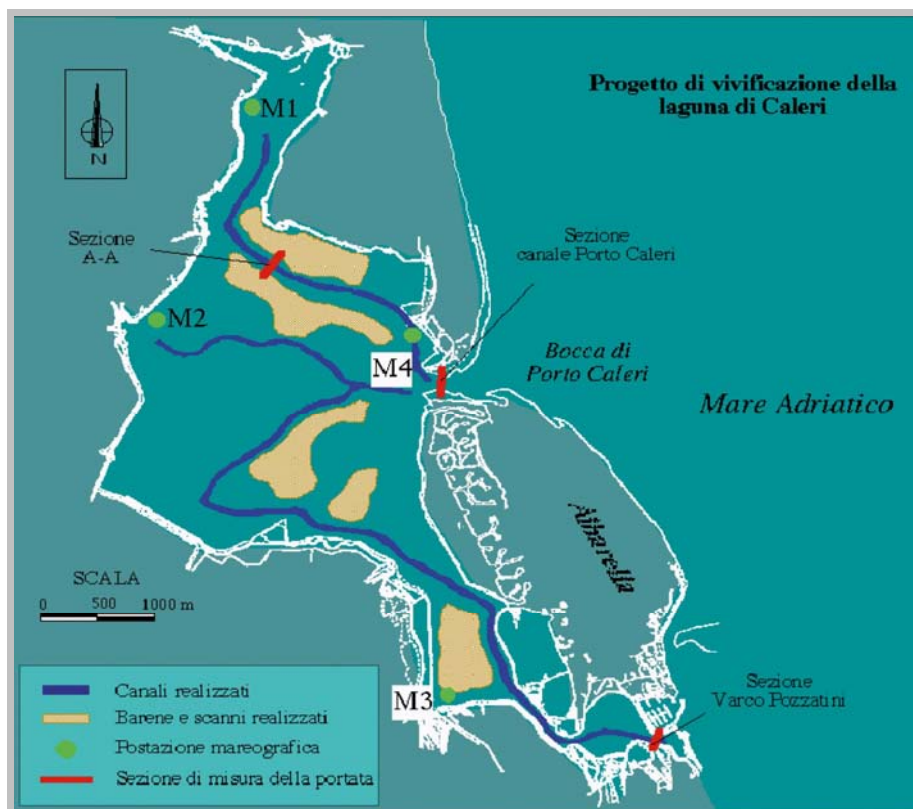 Progetto di vivificazione della
laguna di Caleri
N
M1
Sezione
A-A
Sezione
canale Porto Caleri
M2
M4
Bocca di
Porto Caleri
Mare Adriatico
Albarella
SCALA
0 500 1000 m
M3
Sezione
Varco Pozzatini
Canali realizzati
Barene e scanni realizzati
Postazione mareografica
Sezione di misura della portata